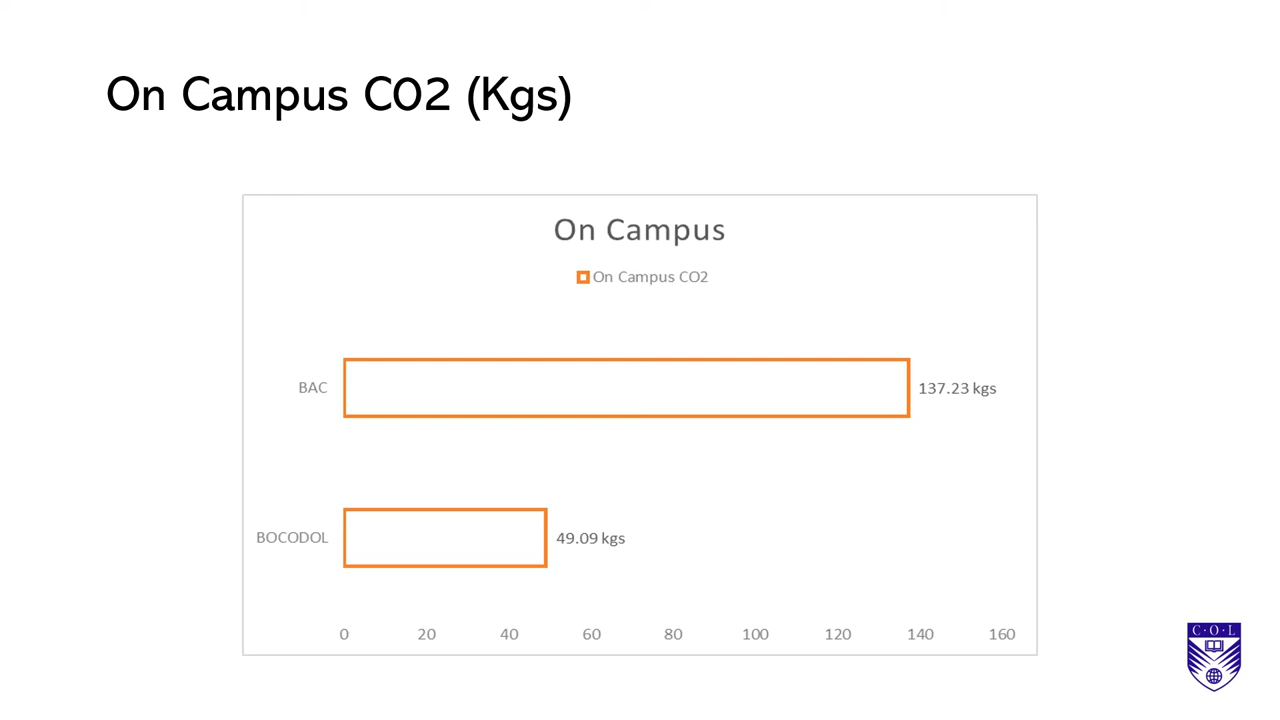 On Campus CO2 (Kgs)
On Campus
On Campus CO2
BAC
137.23 kgs
BOCODOL
49.09 kgs
0 20 40 60 80 100 120 140 160
C·O·L